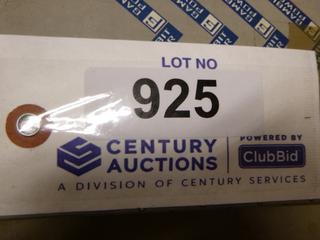 LOT NO
925
CENTURY
AUCTIONS
POWERED BY
ClubBid
A DIVISION OF CENTURY SERVICES